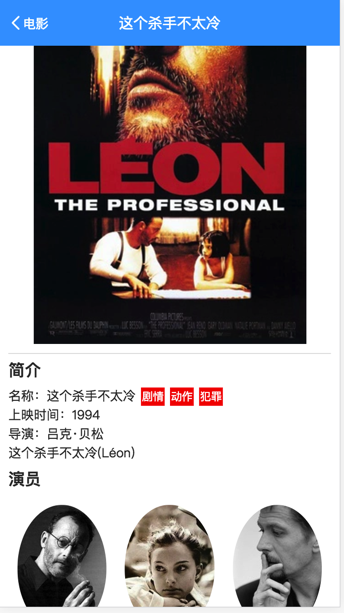 电影
这个杀手不太冷
LÉON
THE PROFESSIONAL
COLUMBIA PICTURES
简介
名称：这个杀手不太冷 剧情 动作 犯罪
上映时间：1994
导演：吕克·贝松
这个杀手不太冷(Léon)
演员